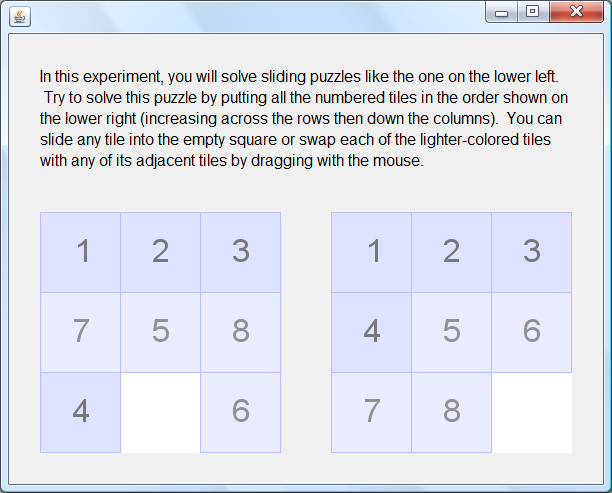 In this experiment, you will solve sliding puzzles like the one on the lower left.
Try to solve this puzzle by putting all the numbered tiles in the order shown on
the lower right (increasing across the rows then down the columns).  You can
slide any tile into the empty square or swap each of the lighter-colored tiles
with any of its adjacent tiles by dragging with the mouse.
1 2 3
7 5 8
4 6
1 2 3
4 5 6
7 8